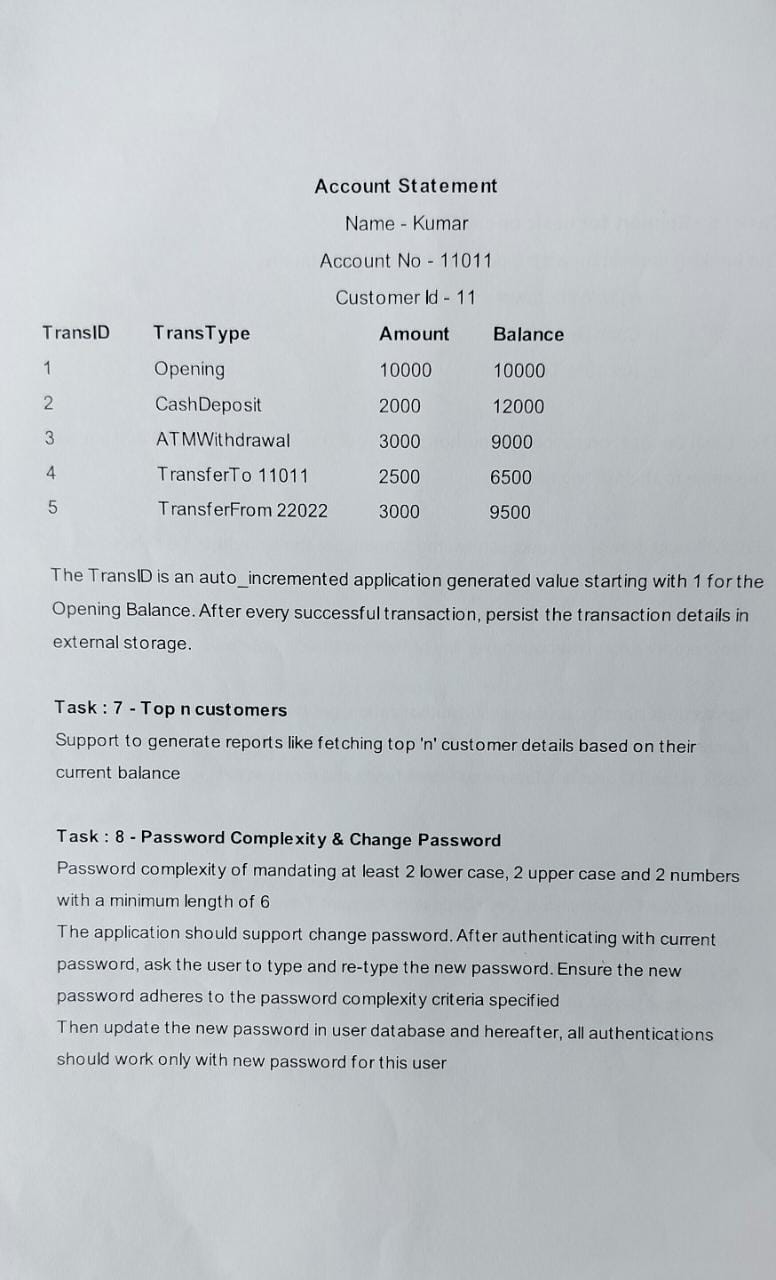 Account Statement
Name - Kumar
Account No - 11011
Customer Id - 11
TransID TransType Amount Balance
1 Opening 10000 10000
2 CashDeposit 2000 12000
3 ATMWithdrawal 3000 9000
4 TransferTo 11011 2500 6500
5 TransferFrom 22022 3000 9500
The TransID is an auto_incremented application generated value starting with 1 for the
Opening Balance. After every successful transaction, persist the transaction details in
external storage.
Task : 7 - Top n customers
Support to generate reports like fetching top 'n' customer details based on their
current balance
Task : 8 - Password Complexity & Change Password
Password complexity of mandating at least 2 lower case, 2 upper case and 2 numbers
with a minimum length of 6
The application should support change password. After authenticating with current
password, ask the user to type and re-type the new password. Ensure the new
password adheres to the password complexity criteria specified
Then update the new password in user database and hereafter, all authentications
should work only with new password for this user